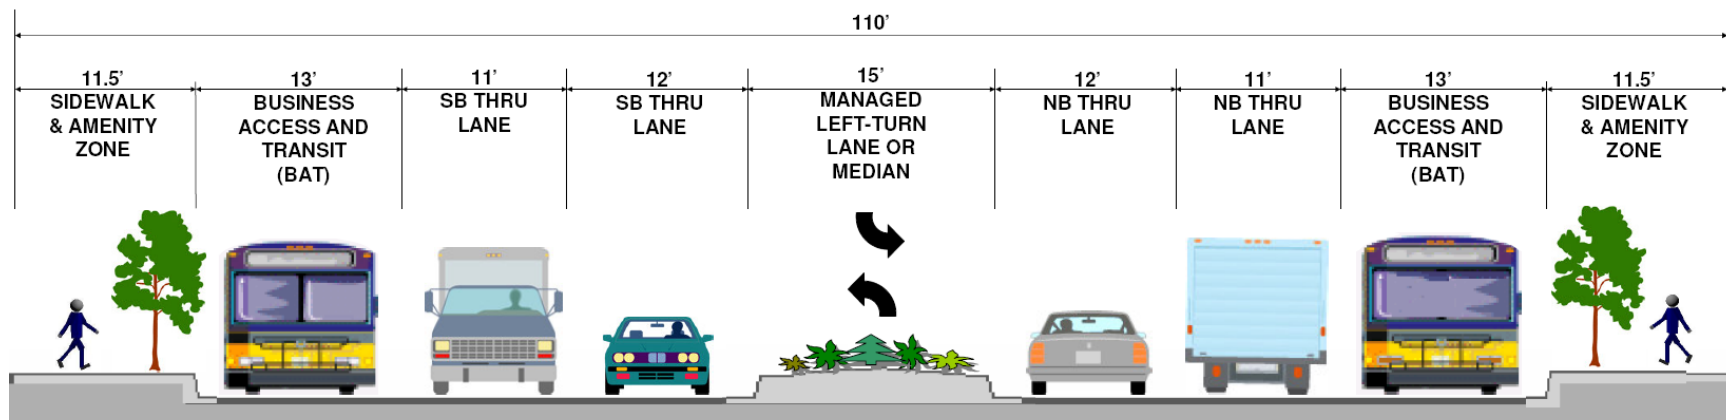 110’
11.5’
SIDEWALK
& AMENITY
ZONE
13’
BUSINESS
ACCESS AND
TRANSIT
(BAT)
11’
SB THRU
LANE
12’
SB THRU
LANE
15’
MANAGED
LEFT-TURN
LANE OR
MEDIAN
12’
NB THRU
LANE
11’
NB THRU
LANE
13’
BUSINESS
ACCESS AND
TRANSIT
(BAT)
11.5’
SIDEWALK
& AMENITY
ZONE